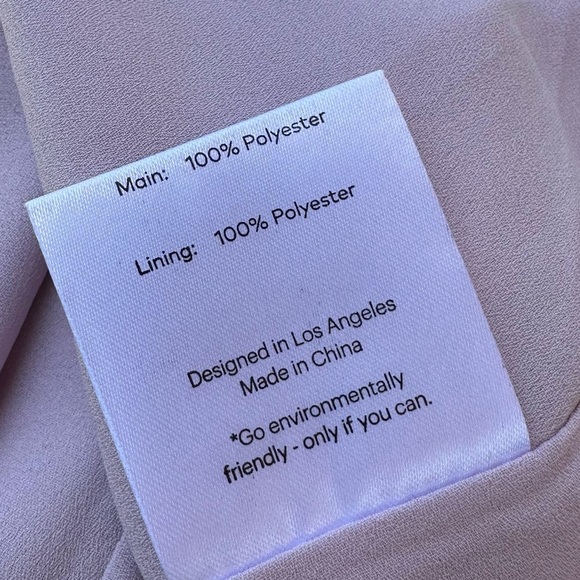 Main: 100% Polyester
Lining: 100% Polyester
Designed in Los Angeles
Made in China
*Go environmentally
friendly - only if you can.